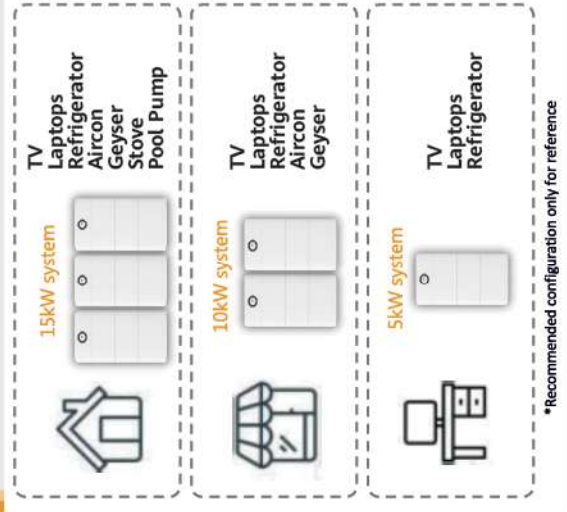 15kW system
TV
Laptops
Refrigerator
Aircon
Geyser
Stove
Pool Pump
10kW system
TV
Laptops
Refrigerator
Aircon
Geyser
5kW system
TV
Laptops
Refrigerator
*Recommended configuration only for reference